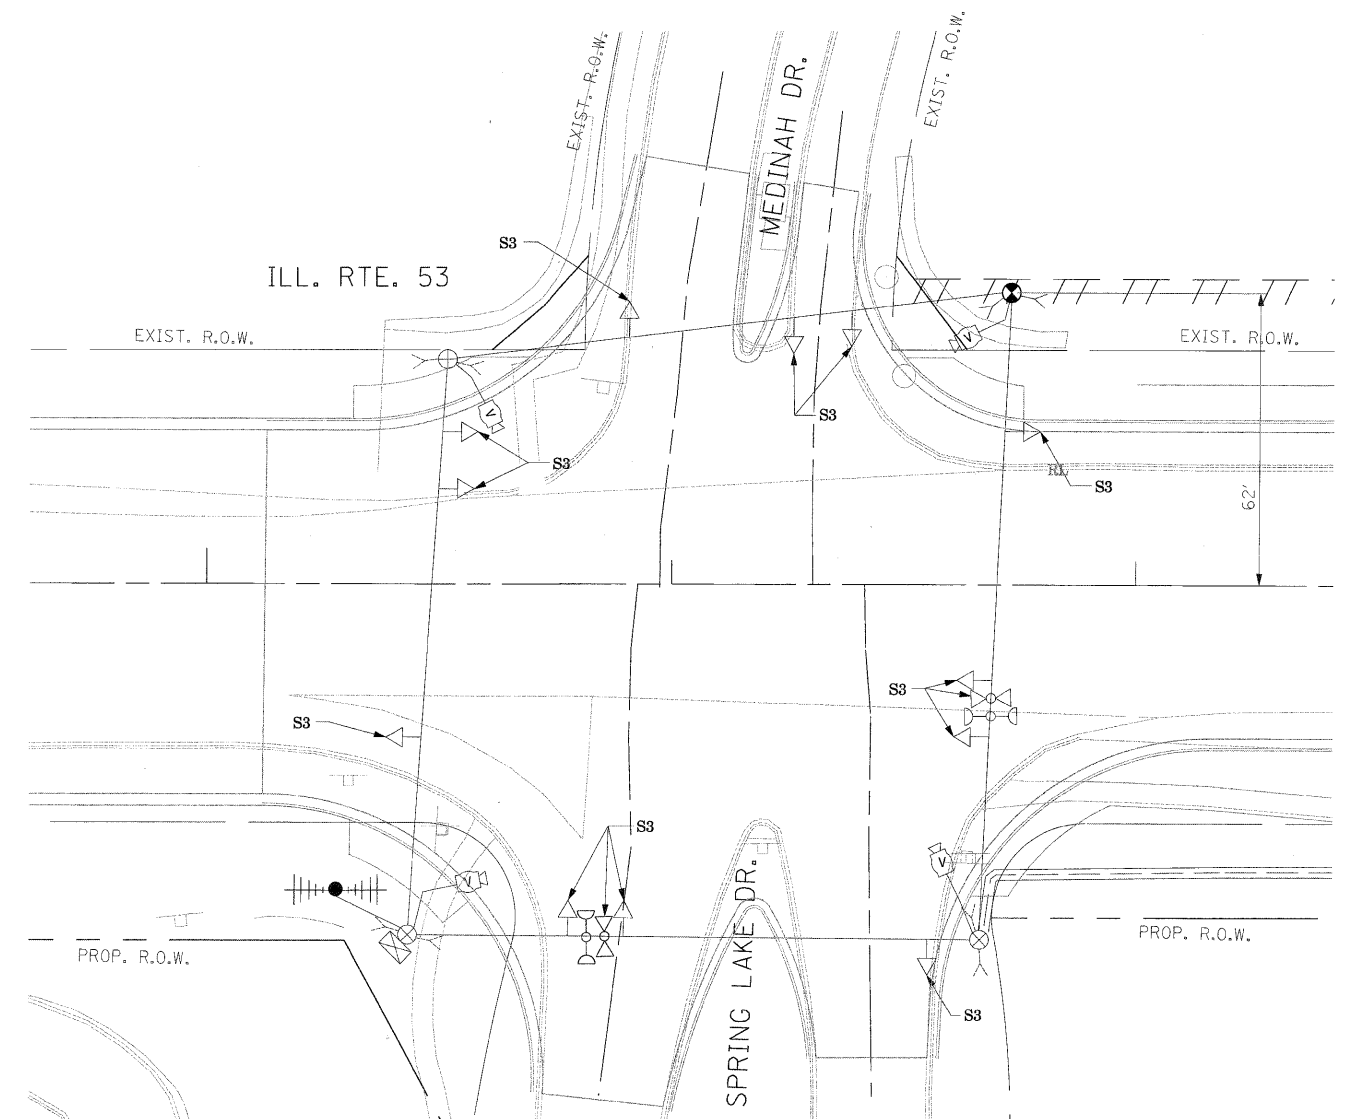 EXIST. R.O.W.
EXIST. R.O.W.
MEDINAH DR.
S3
ILL. RTE. 53
EXIST. R.O.W.
EXIST. R.O.W.
V
V
S3
S3
S3
62'
S3
S3
S3
V
V
SPRING LAKE DR.
PROP. R.O.W.
PROP. R.O.W.
S3